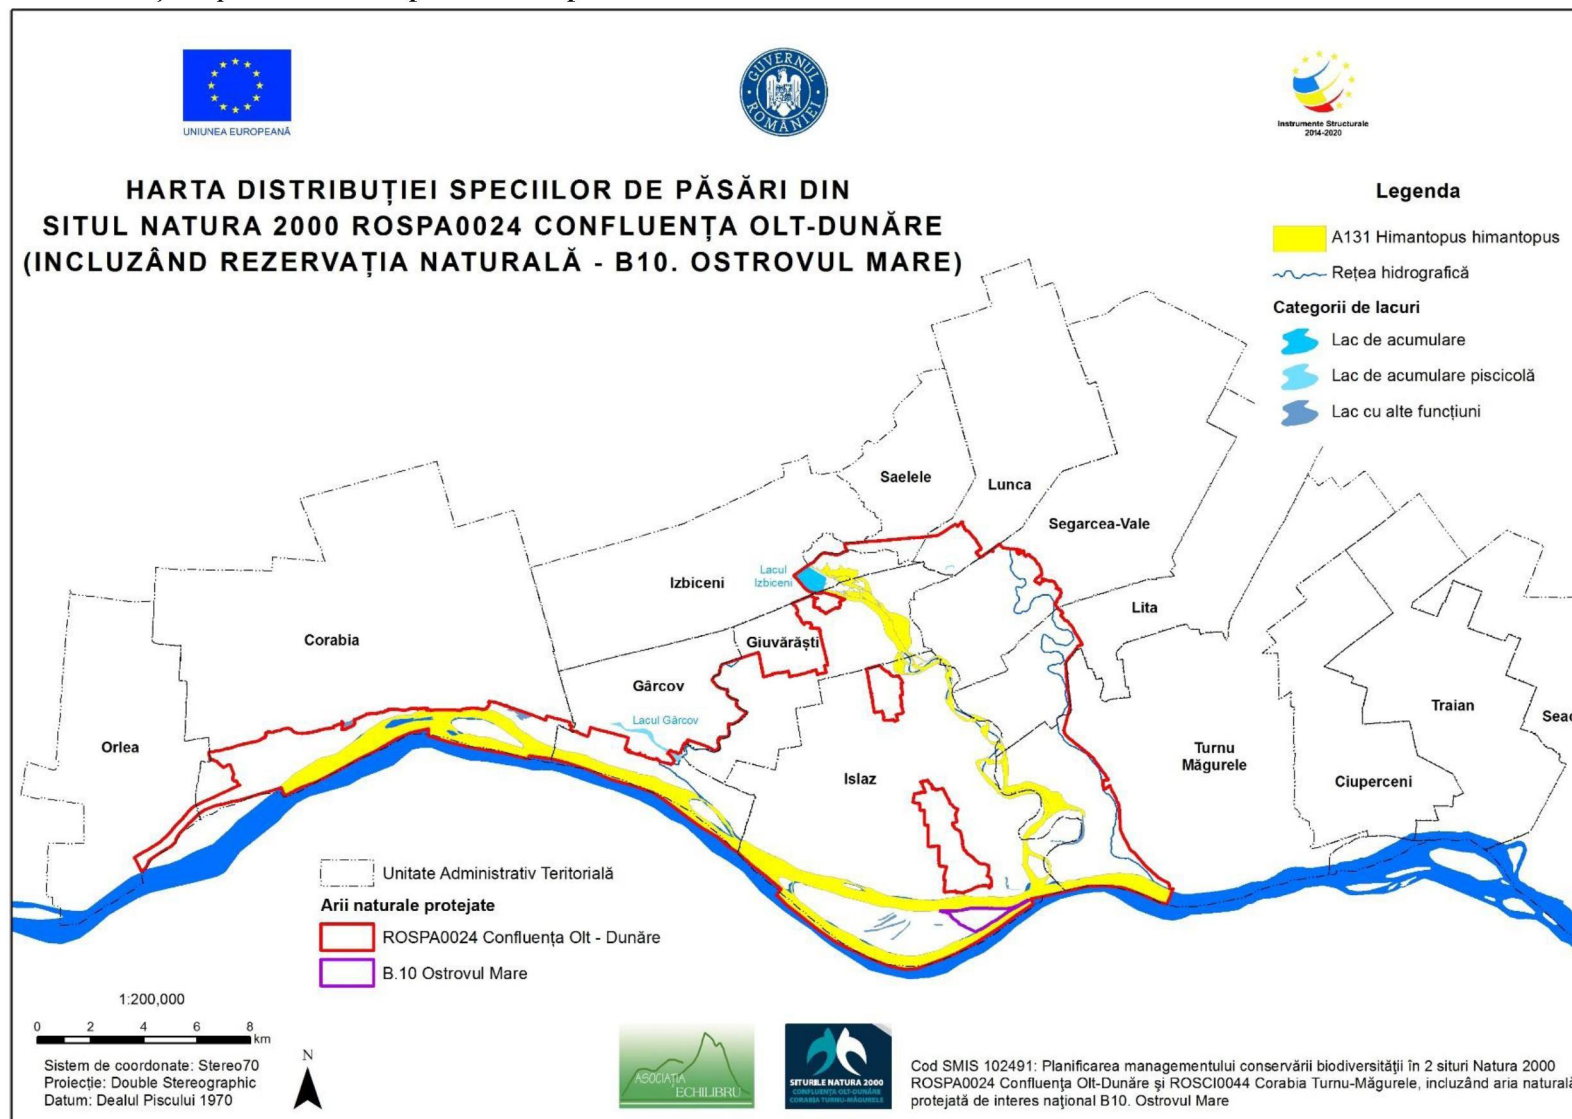 UNIUNEA EUROPEANĂ
GUVERNUL ROMÂNIEI
Instrumente Structurale
2014-2020
HARTA DISTRIBUȚIEI SPECIILOR DE PĂSĂRI DIN
SITUL NATURA 2000 ROSPA0024 CONFLUENȚA OLT-DUNĂRE
(INCLUZÂND REZERVAȚIA NATURALĂ - B10. OSTROVUL MARE)
Legenda
A131 Himantopus himantopus
Rețea hidrografică
Categorii de lacuri
Lac de acumulare
Lac de acumulare piscicolă
Lac cu alte funcțiuni
Saelele
Lunca
Segarcea-Vale
Lacul
Izbiceni
Izbiceni
Lita
Corabia
Giuvărăști
Gârcov
Lacul Gârcov
Orlea
Islaz
Turnu
Măgurele
Traian
Ciuperceni
Unitate Administrativ Teritorială
Arii naturale protejate
ROSPA0024 Confluența Olt - Dunăre
B.10 Ostrovul Mare
1:200,000
0 2 4 6 8
km
N
Sistem de coordonate: Stereo70
Proiecție: Double Stereographic
Datum: Dealul Piscului 1970
ASOCIAȚIA
ECHILIBRU
SITURILE NATURA 2000
CONFLUENȚA OLT-DUNĂRE
CORABIA TURNU-MĂGURELE
Cod SMIS 102491: Planificarea managementului conservării biodiversității în 2 situri Natura 2000
ROSPA0024 Confluența Olt-Dunăre și ROSCI0044 Corabia Turnu-Măgurele, incluzând aria naturală
protejată de interes național B10. Ostrovul Mare